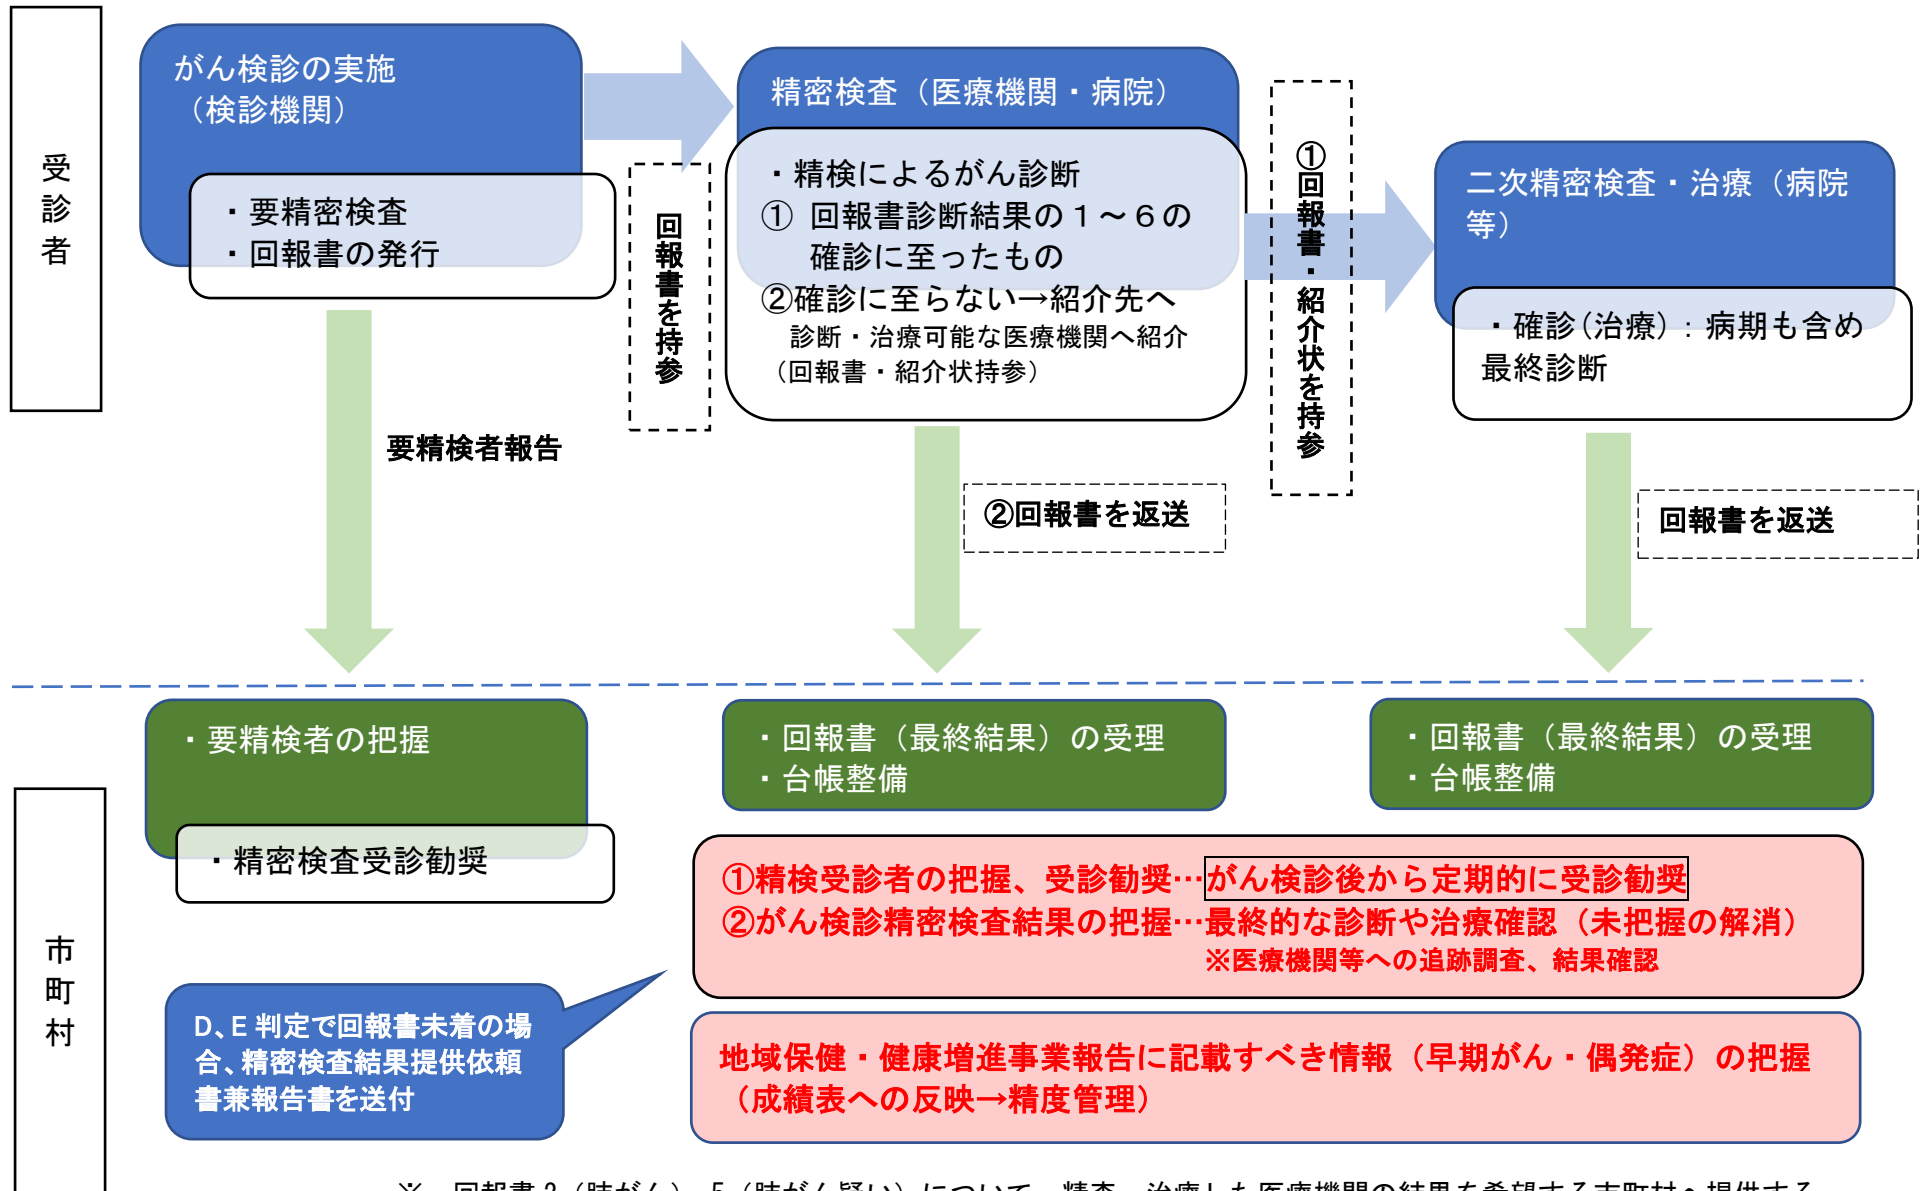 受診者
がん検診の実施
（検診機関）
・要精密検査
・回報書の発行
回報書を持参
精密検査（医療機関・病院）
・精検によるがん診断
① 回報書診断結果の１～６の
確診に至ったもの
②確診に至らない→紹介先へ
診断・治療可能な医療機関へ紹介
（回報書・紹介状持参）
①回報書・紹介状を持参
二次精密検査・治療（病院
等）
・確診(治療)：病期も含め
最終診断
要精検者報告
②回報書を返送
回報書を返送
市町村
・要精検者の把握
・精密検査受診勧奨
・回報書（最終結果）の受理
・台帳整備
・回報書（最終結果）の受理
・台帳整備
①精検受診者の把握、受診勧奨…がん検診後から定期的に受診勧奨
②がん検診精密検査結果の把握…最終的な診断や治療確認（未把握の解消）
※医療機関等への追跡調査、結果確認
D、E 判定で回報書未着の場
合、精密検査結果提供依頼
書兼報告書を送付
地域保健・健康増進事業報告に記載すべき情報（早期がん・偶発症）の把握
（成績表への反映→精度管理）